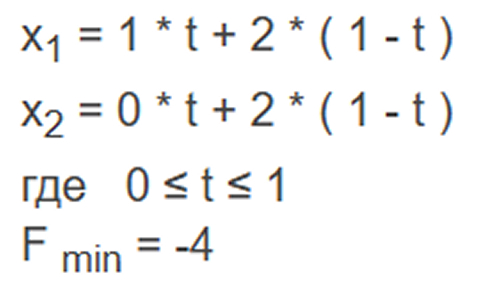 x₁ = 1 * t + 2 * ( 1 - t )
x₂ = 0 * t + 2 * ( 1 - t )
где 0 ≤ t ≤ 1
F min = -4